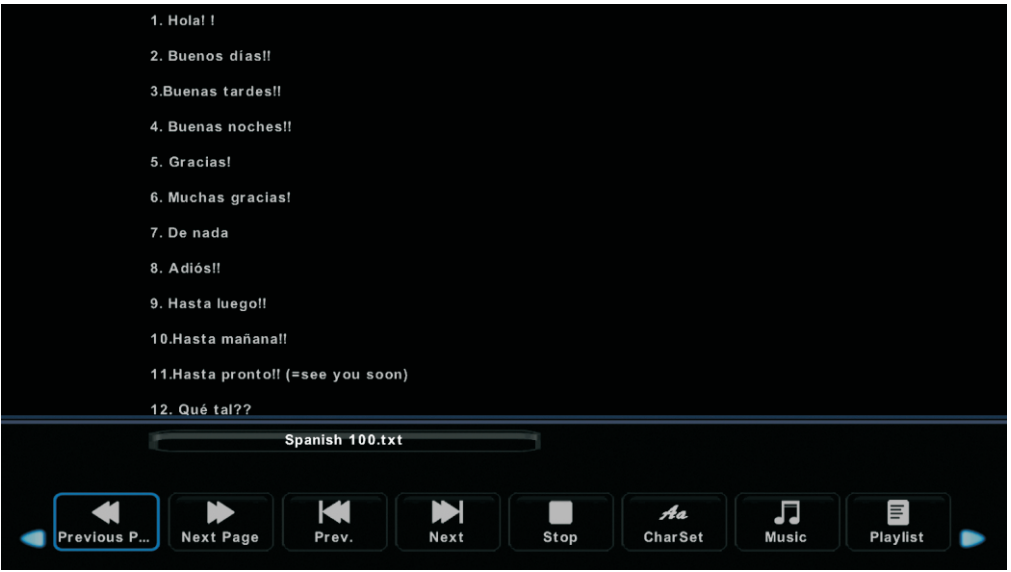 1. Hola! !
2. Buenos días!!
3.Buenas tardes!!
4. Buenas noches!!
5. Gracias!
6. Muchas gracias!
7. De nada
8. Adiós!!
9. Hasta luego!!
10.Hasta mañana!!
11.Hasta pronto!! (=see you soon)
12. Qué tal??
Spanish 100.txt
Aa
Previous P... Next Page Prev. Next Stop CharSet Music Playlist